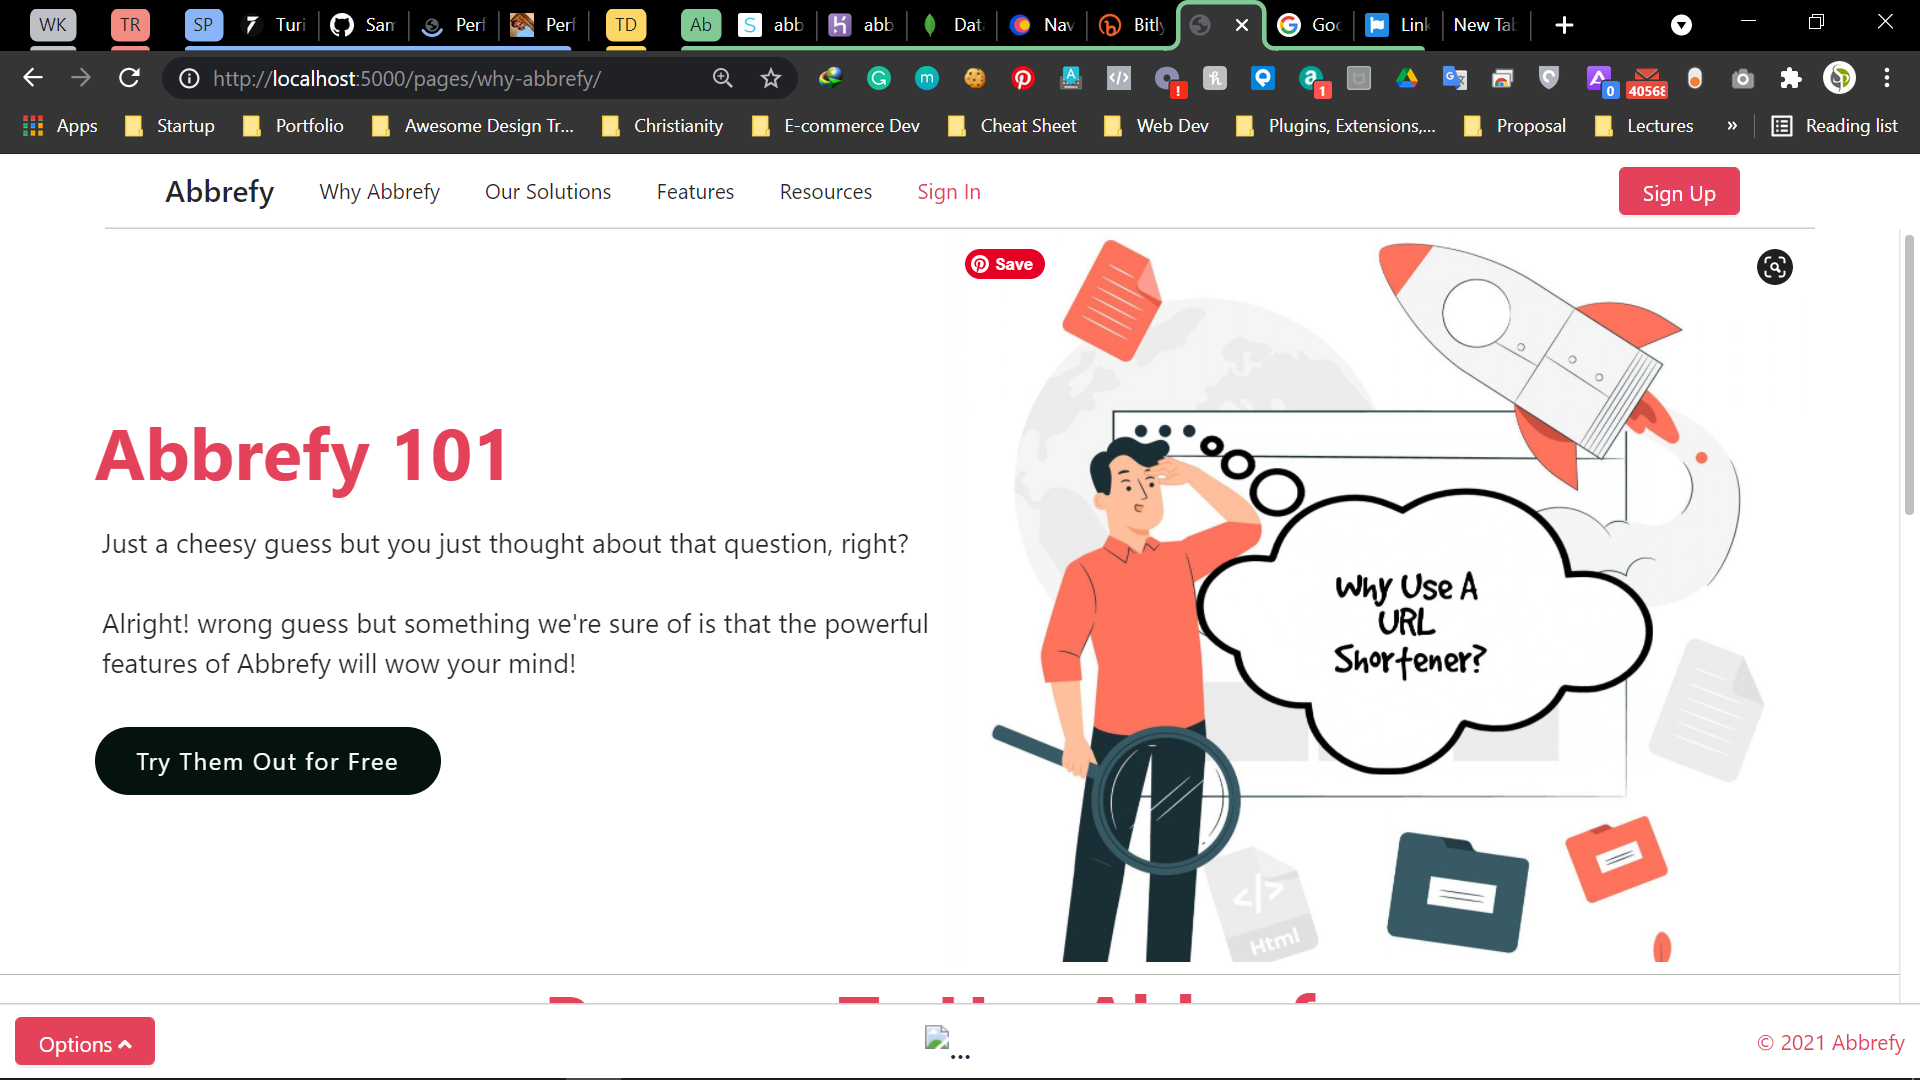 WK TR SP Turi San Perf Perf TD Ab abb abb Dat Nav Bitly Goo Link New Tab
http://localhost:5000/pages/why-abbrefy/
! 1 0 40568
Apps Startup Portfolio Awesome Design Tr... Christianity E-commerce Dev Cheat Sheet Web Dev Plugins, Extensions,... Proposal Lectures » Reading list
Abbrefy Why Abbrefy Our Solutions Features Resources Sign In Sign Up
Save
Abbrefy 101
Just a cheesy guess but you just thought about that question, right?
Alright! wrong guess but something we're sure of is that the powerful
features of Abbrefy will wow your mind!
Try Them Out for Free
Why Use A
URL
Shortener?
</>
Html
Options
...
© 2021 Abbrefy